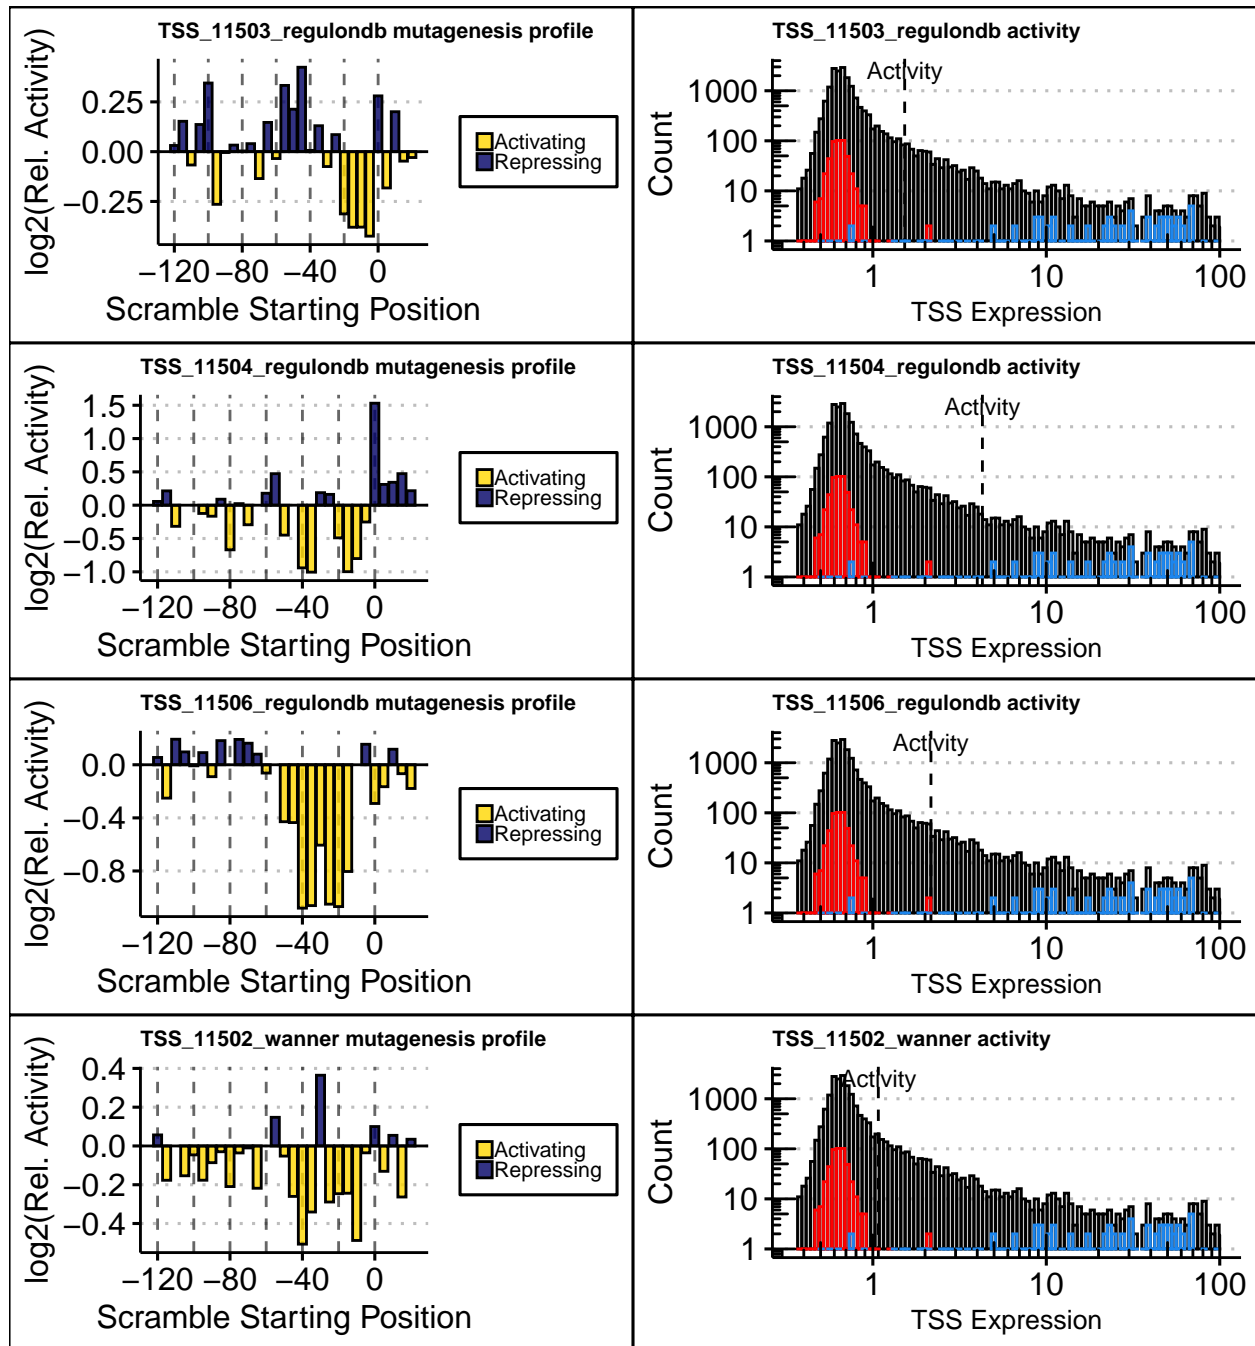 TSS_11503_regulondb mutagenesis profile
log2(Rel. Activity)
0.25
0.00
−0.25
−120 −80 −40 0
Scramble Starting Position
Activating
Repressing
TSS_11503_regulondb activity
Activity
Count
1000
100
10
1
1 10 100
TSS Expression
TSS_11504_regulondb mutagenesis profile
log2(Rel. Activity)
1.5
1.0
0.5
0.0
−0.5
−1.0
−120 −80 −40 0
Scramble Starting Position
Activating
Repressing
TSS_11504_regulondb activity
Activity
Count
1000
100
10
1
1 10 100
TSS Expression
TSS_11506_regulondb mutagenesis profile
log2(Rel. Activity)
0.0
−0.4
−0.8
−120 −80 −40 0
Scramble Starting Position
Activating
Repressing
TSS_11506_regulondb activity
Activity
Count
1000
100
10
1
1 10 100
TSS Expression
TSS_11502_wanner mutagenesis profile
log2(Rel. Activity)
0.4
0.2
0.0
−0.2
−0.4
−120 −80 −40 0
Scramble Starting Position
Activating
Repressing
TSS_11502_wanner activity
Activity
Count
1000
100
10
1
1 10 100
TSS Expression